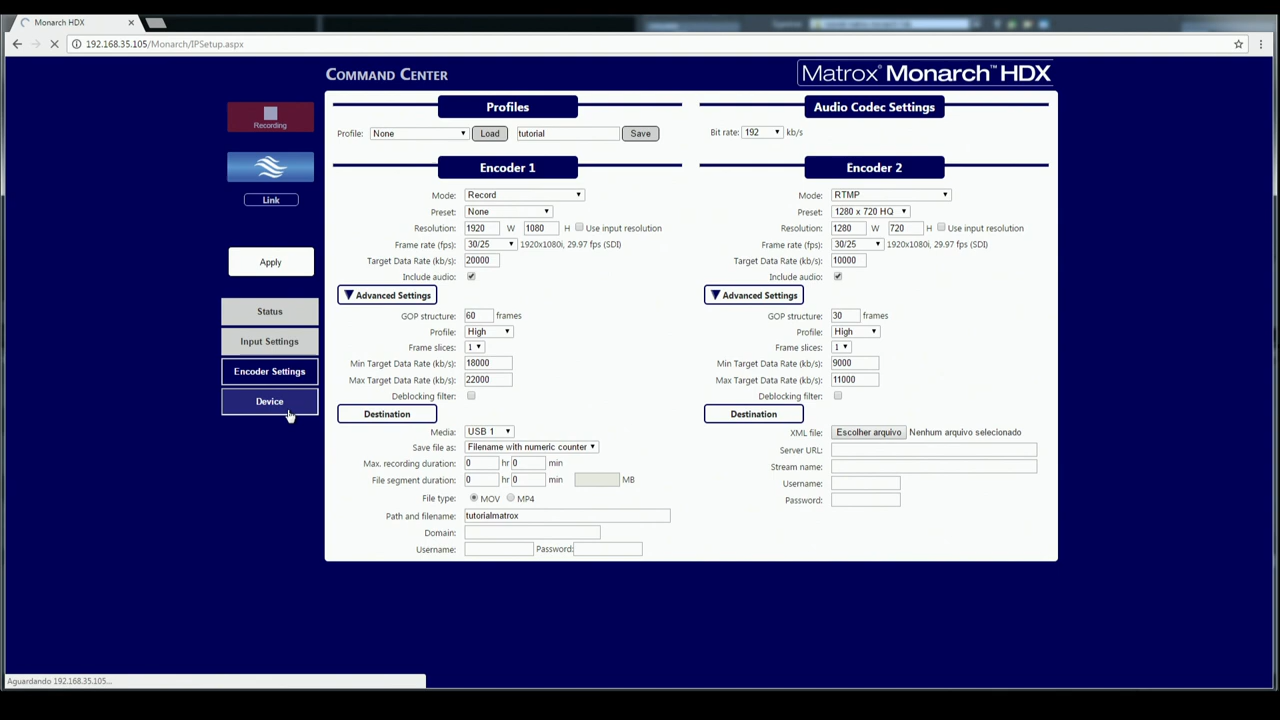 Monarch HDX
192.168.35.105/Monarch/IPSetup.aspx
COMMAND CENTER
Matrox® Monarch™ HDX
Recording
Link
Apply
Status
Input Settings
Encoder Settings
Device
Profiles
Profile: None Load tutorial Save
Encoder 1
Mode: Record
Preset: None
Resolution: 1920 W 1080 H Use input resolution
Frame rate (fps): 30/25 1920x1080i, 29.97 fps (SDI)
Target Data Rate (kb/s): 20000
Include audio:
Advanced Settings
GOP structure: 60 frames
Profile: High
Frame slices: 1
Min Target Data Rate (kb/s): 18000
Max Target Data Rate (kb/s): 22000
Deblocking filter:
Destination
Media: USB 1
Save file as: Filename with numeric counter
Max. recording duration: 0 hr 0 min
File segment duration: 0 hr 0 min MB
File type: MOV MP4
Path and filename: tutorialmatrox
Domain:
Username: Password:
Audio Codec Settings
Bit rate: 192 kb/s
Encoder 2
Mode: RTMP
Preset: 1280 x 720 HQ
Resolution: 1280 W 720 H Use input resolution
Frame rate (fps): 30/25 1920x1080i, 29.97 fps (SDI)
Target Data Rate (kb/s): 10000
Include audio:
Advanced Settings
GOP structure: 30 frames
Profile: High
Frame slices: 1
Min Target Data Rate (kb/s): 9000
Max Target Data Rate (kb/s): 11000
Deblocking filter:
Destination
XML file: Escolher arquivo Nenhum arquivo selecionado
Server URL:
Stream name:
Username:
Password:
Aguardando 192.168.35.105...